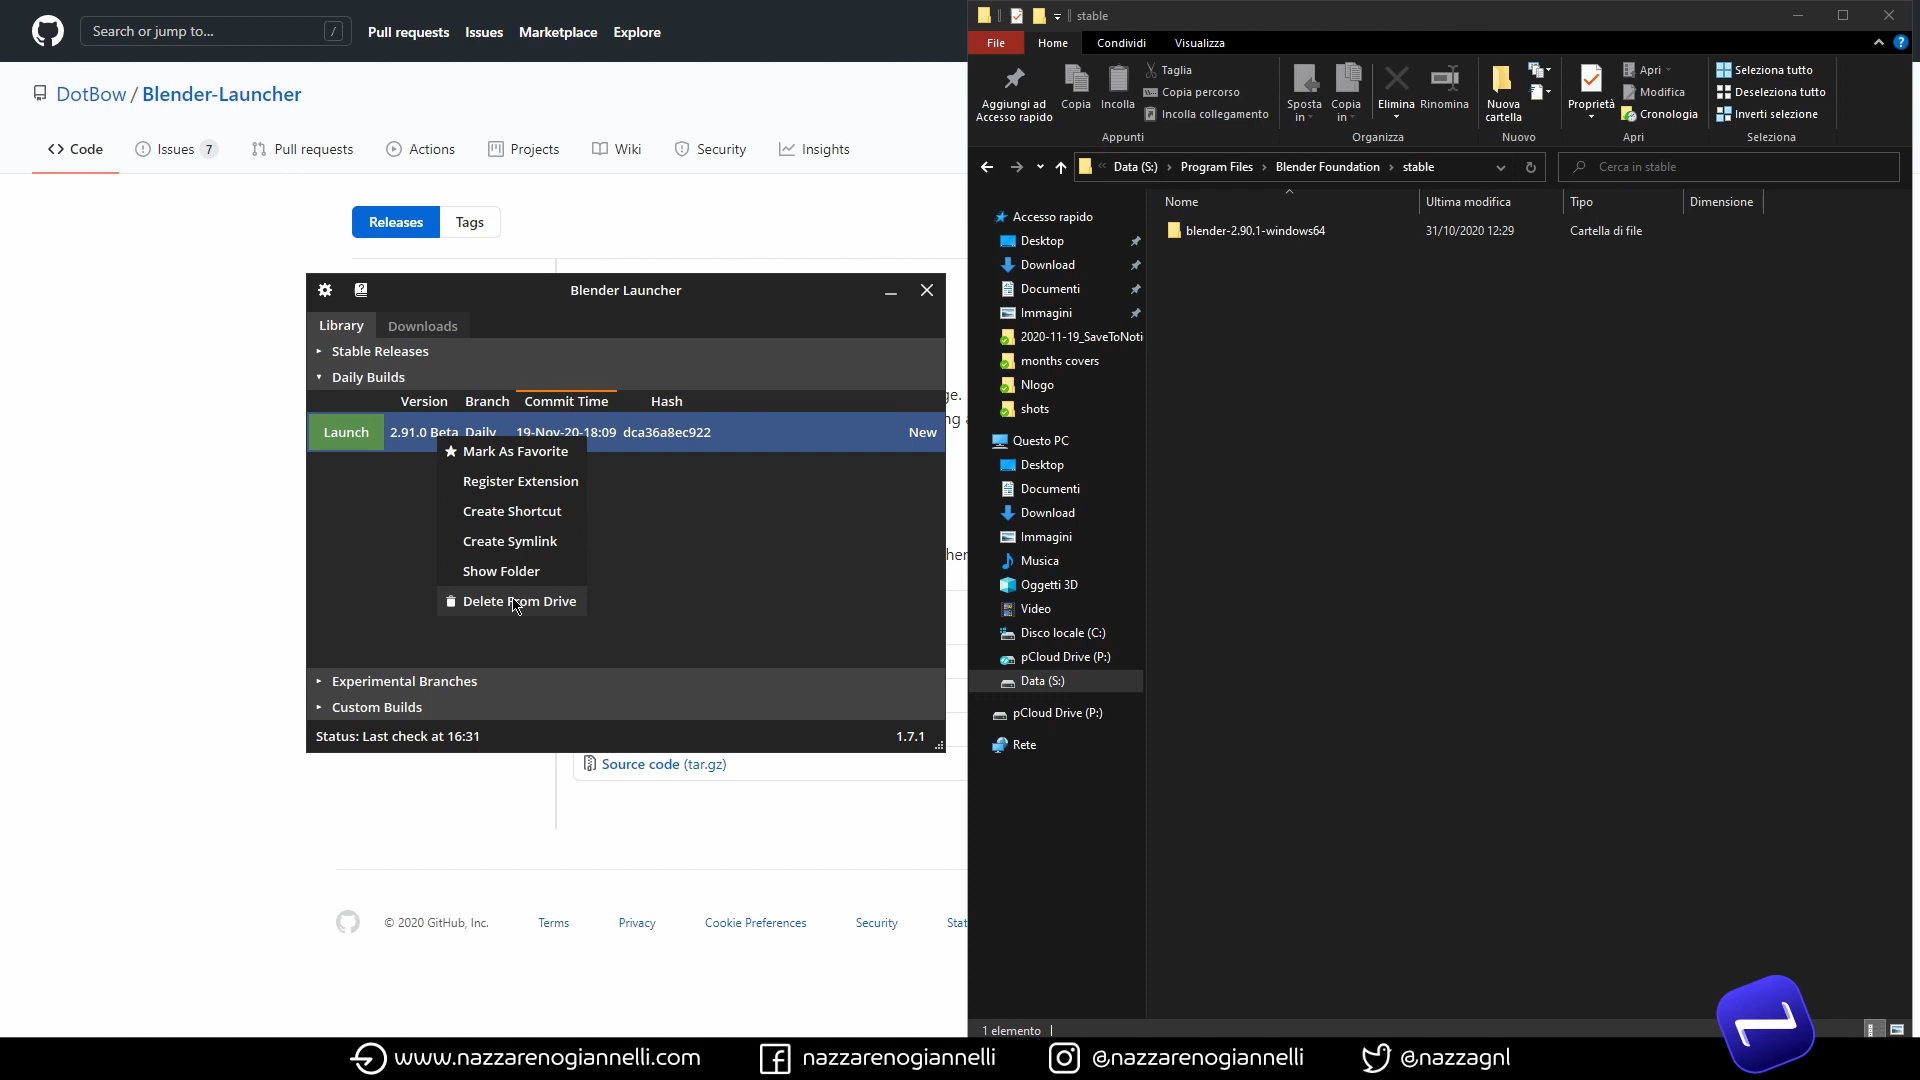 Search or jump to...
/
Pull requests
Issues
Marketplace
Explore
DotBow / Blender-Launcher
Code
Issues 7
Pull requests
Actions
Projects
Wiki
Security
Insights
Releases
Tags
ge.
ng a
her
Blender Launcher
Library
Downloads
Stable Releases
Daily Builds
Version Branch Commit Time Hash
Launch 2.91.0 Beta Daily 19-Nov-20-18:09 dca36a8ec922 New
Mark As Favorite
Register Extension
Create Shortcut
Create Symlink
Show Folder
Delete From Drive
Experimental Branches
Custom Builds
Status: Last check at 16:31
1.7.1
Source code (tar.gz)
© 2020 GitHub, Inc.
Terms
Privacy
Cookie Preferences
Security
Stat
stable
File
Home
Condividi
Visualizza
?
Aggiungi ad
Accesso rapido
Copia
Incolla
Taglia
Copia percorso
Incolla collegamento
Appunti
Sposta
in
Copia
in
Elimina
Rinomina
Organizza
Nuova
cartella
Nuovo
Proprietà
Apri
Modifica
Cronologia
Apri
Seleziona tutto
Deseleziona tutto
Inverti selezione
Seleziona
« Data (S:) › Program Files › Blender Foundation › stable
Cerca in stable
Nome
Ultima modifica
Tipo
Dimensione
blender-2.90.1-windows64
31/10/2020 12:29
Cartella di file
Accesso rapido
Desktop
Download
Documenti
Immagini
2020-11-19_SaveToNoti
months covers
Nlogo
shots
Questo PC
Desktop
Documenti
Download
Immagini
Musica
Oggetti 3D
Video
Disco locale (C:)
pCloud Drive (P:)
Data (S:)
pCloud Drive (P:)
Rete
1 elemento
www.nazzarenogiannelli.com
nazzarenogiannelli
@nazzarenogiannelli
@nazzagnl